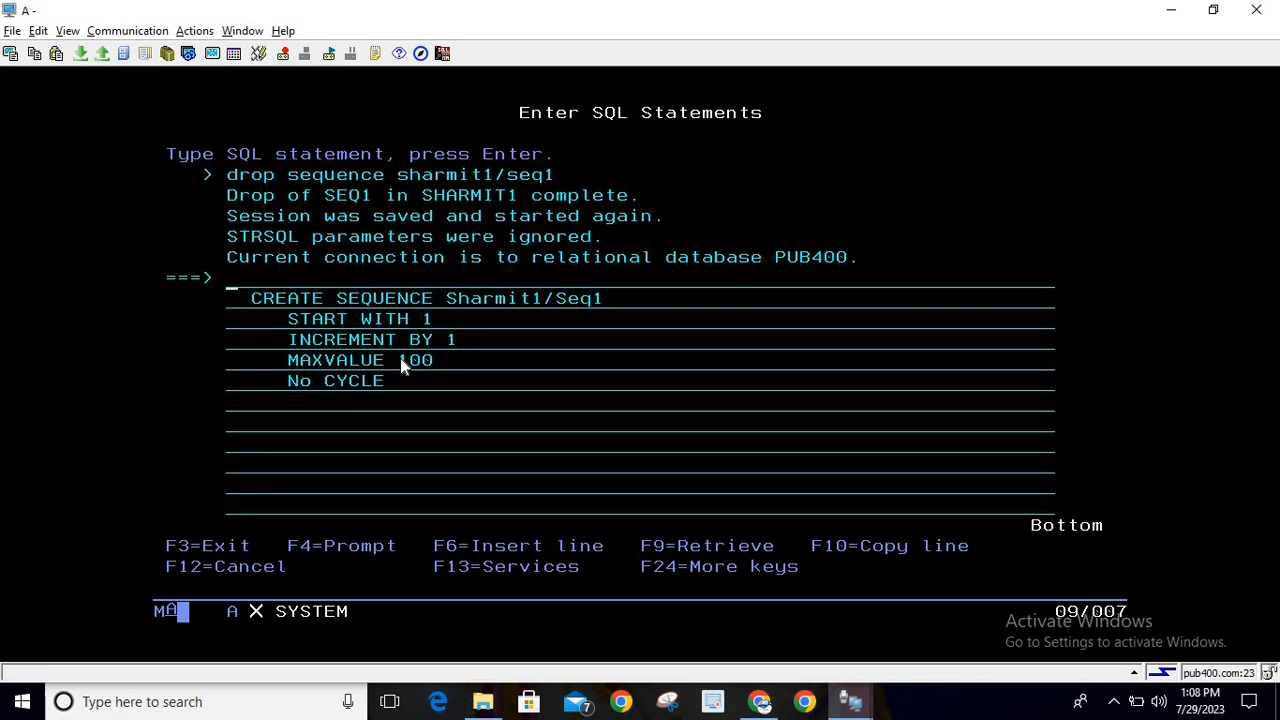 A -
File Edit View Communication Actions Window Help
Enter SQL Statements
Type SQL statement, press Enter.
> drop sequence sharmit1/seq1
Drop of SEQ1 in SHARMIT1 complete.
Session was saved and started again.
STRSQL parameters were ignored.
Current connection is to relational database PUB400.
===>
CREATE SEQUENCE Sharmit1/Seq1
START WITH 1
INCREMENT BY 1
MAXVALUE 100
No CYCLE
Bottom
F3=Exit F4=Prompt F6=Insert line F9=Retrieve F10=Copy line
F12=Cancel F13=Services F24=More keys
MA A X SYSTEM 09/007
Activate Windows
Go to Settings to activate Windows.
pub400.com:23
Type here to search
7
1:08 PM
7/29/2023